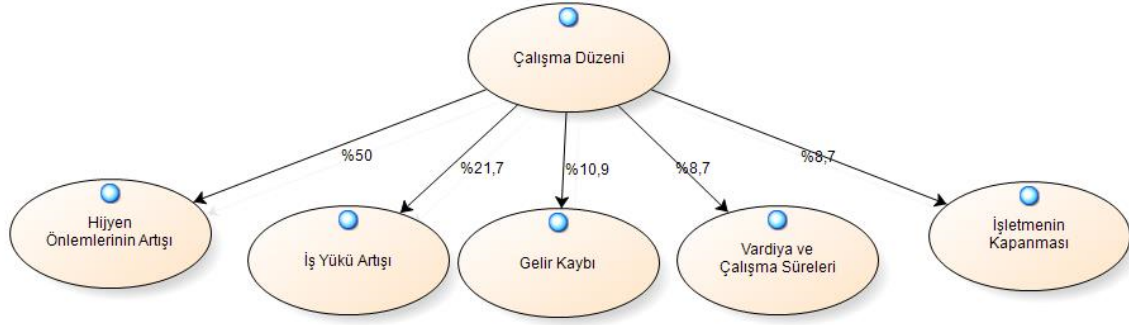 Çalışma Düzeni
%50
%21,7
%10,9
%8,7
%8,7
Hijyen
Önlemlerinin Artışı
İş Yükü Artışı
Gelir Kaybı
Vardiya ve
Çalışma Süreleri
İşletmenin
Kapanması